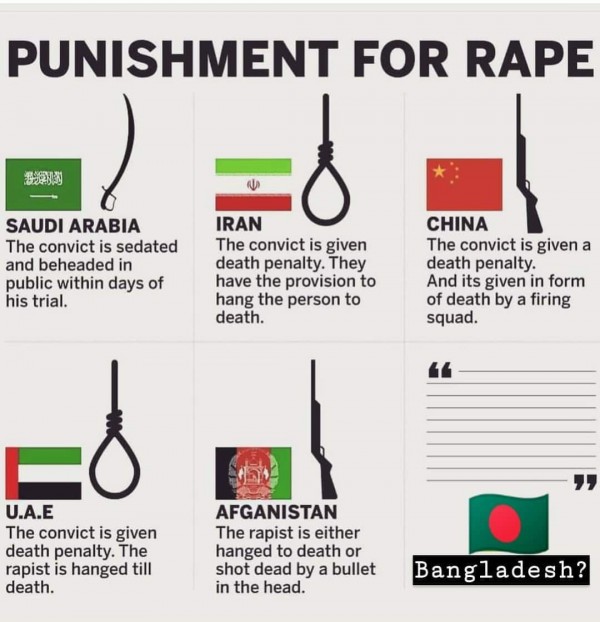 PUNISHMENT FOR RAPE
SAUDI ARABIA
The convict is sedated
and beheaded in
public within days of
his trial.
IRAN
The convict is given
death penalty. They
have the provision to
hang the person to
death.
CHINA
The convict is given a
death penalty.
And its given in form
of death by a firing
squad.
U.A.E
The convict is given
death penalty. The
rapist is hanged till
death.
AFGANISTAN
The rapist is either
hanged to death or
shot dead by a bullet
in the head.
“
”
Bangladesh?